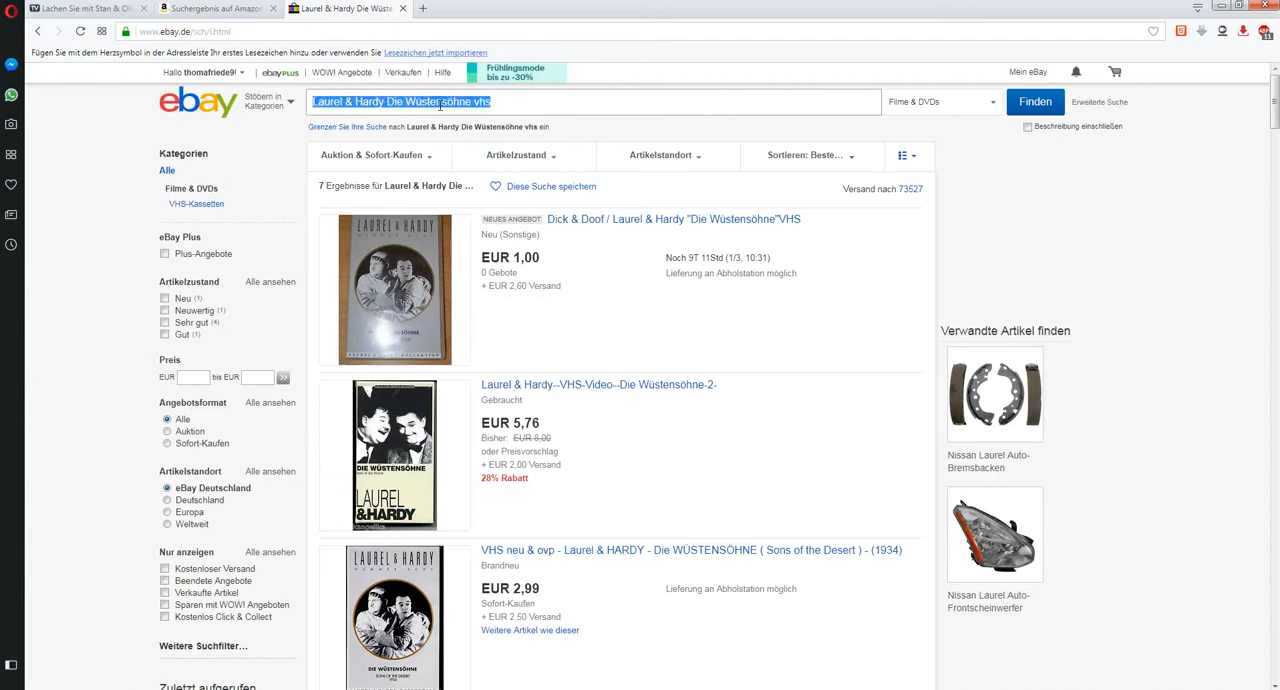 Lachen Sie mit Stan & Olli
Suchergebnis auf Amazon
Laurel & Hardy Die Wüste
www.ebay.de/sch/i.html
Fügen Sie mit dem Herzsymbol in der Adressleiste Ihr erstes Lesezeichen hinzu oder verwenden Sie Lesezeichen jetzt importieren
Hallo thomafriede9! ebay PLUS WOW! Angebote Verkaufen Hilfe
Frühlingsmode
bis zu -30%
Mein eBay
ebay
Stöbern in
Kategorien
Laurel & Hardy Die Wüstensöhne vhs
Filme & DVDs
Finden
Erweiterte Suche
Grenzen Sie Ihre Suche nach Laurel & Hardy Die Wüstensöhne vhs ein
Beschreibung einschließen
Kategorien
Alle
Filme & DVDs
VHS-Kassetten
eBay Plus
Plus-Angebote
Artikelzustand Alle ansehen
Neu (1)
Neuwertig (1)
Sehr gut (4)
Gut (1)
Preis
EUR bis EUR
Angebotsformat Alle ansehen
Alle
Auktion
Sofort-Kaufen
Artikelstandort Alle ansehen
eBay Deutschland
Deutschland
Europa
Weltweit
Nur anzeigen Alle ansehen
Kostenloser Versand
Beendete Angebote
Verkaufte Artikel
Sparen mit WOW! Angeboten
Kostenlos Click & Collect
Weitere Suchfilter...
Zuletzt aufgerufen
Auktion & Sofort-Kaufen Artikelzustand Artikelstandort Sortieren: Beste...
7 Ergebnisse für Laurel & Hardy Die ... Diese Suche speichern
Versand nach 73527
LAUREL & HARDY
NEUES ANGEBOT Dick & Doof / Laurel & Hardy "Die Wüstensöhne"VHS
Neu (Sonstige)
EUR 1,00
0 Gebote
+ EUR 2,60 Versand
Noch 9T 11Std (1/3, 10:31)
Lieferung an Abholstation möglich
DIE WÜSTENSÖHNE
LAUREL
&HARDY
angelika
Laurel & Hardy--VHS-Video--Die Wüstensöhne-2-
Gebraucht
EUR 5,76
Bisher: EUR 8,00
oder Preisvorschlag
+ EUR 2,00 Versand
28% Rabatt
LAUREL & HARDY
DIE WÜSTENSÖHNE
SONS OF THE DESERT
1934
VHS neu & ovp - Laurel & HARDY - Die WÜSTENSÖHNE ( Sons of the Desert ) - (1934)
Brandneu
EUR 2,99
Sofort-Kaufen
+ EUR 2,50 Versand
Weitere Artikel wie dieser
Lieferung an Abholstation möglich
Verwandte Artikel finden
Nissan Laurel Auto-
Bremsbacken
Nissan Laurel Auto-
Frontscheinwerfer